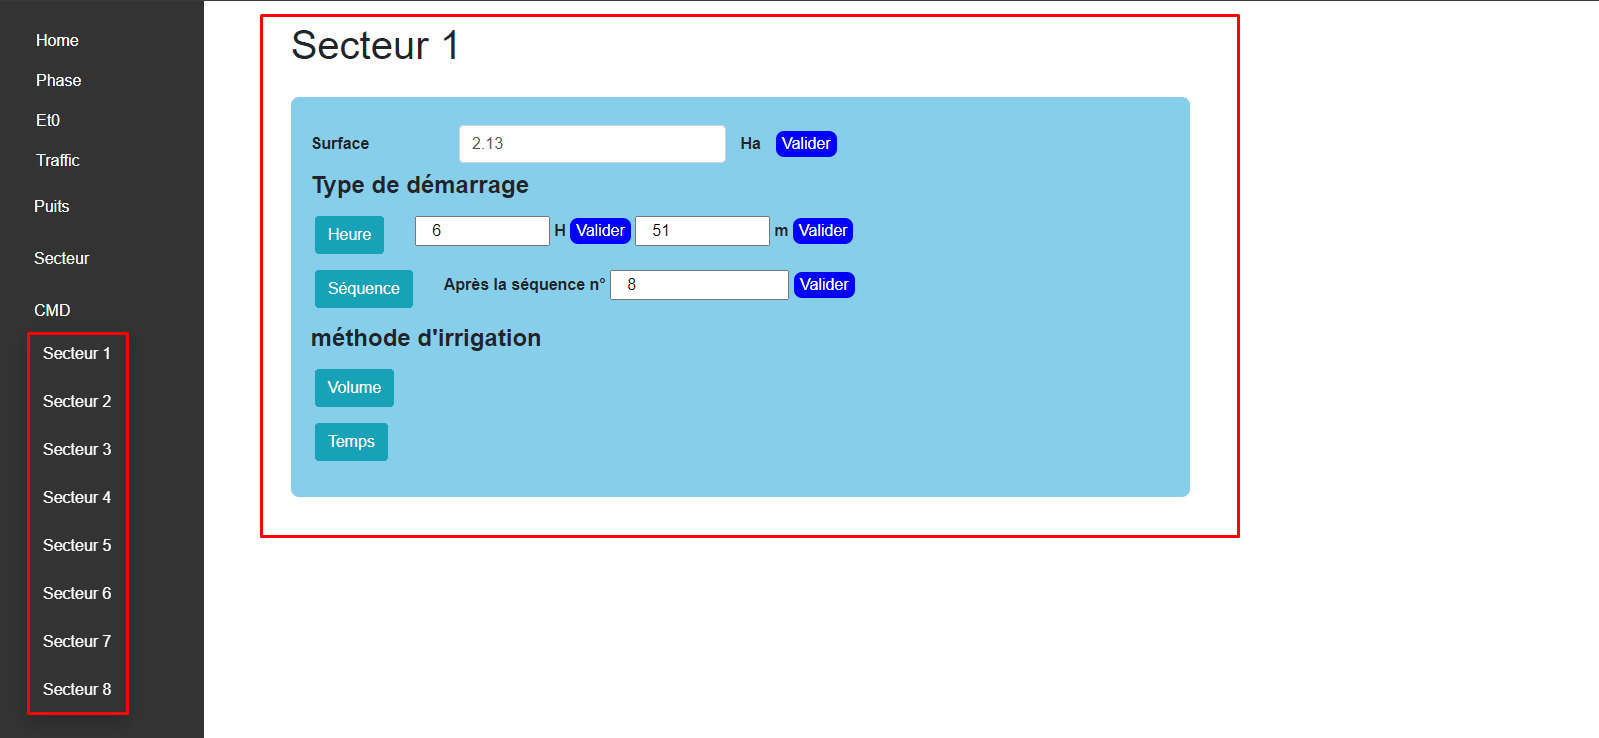 Home
Phase
Et0
Traffic
Puits
Secteur
CMD
Secteur 1
Secteur 2
Secteur 3
Secteur 4
Secteur 5
Secteur 6
Secteur 7
Secteur 8
Secteur 1
Surface 2.13 Ha Valider
Type de démarrage
Heure 6 H Valider 51 m Valider
Séquence Après la séquence n° 8 Valider
méthode d'irrigation
Volume
Temps